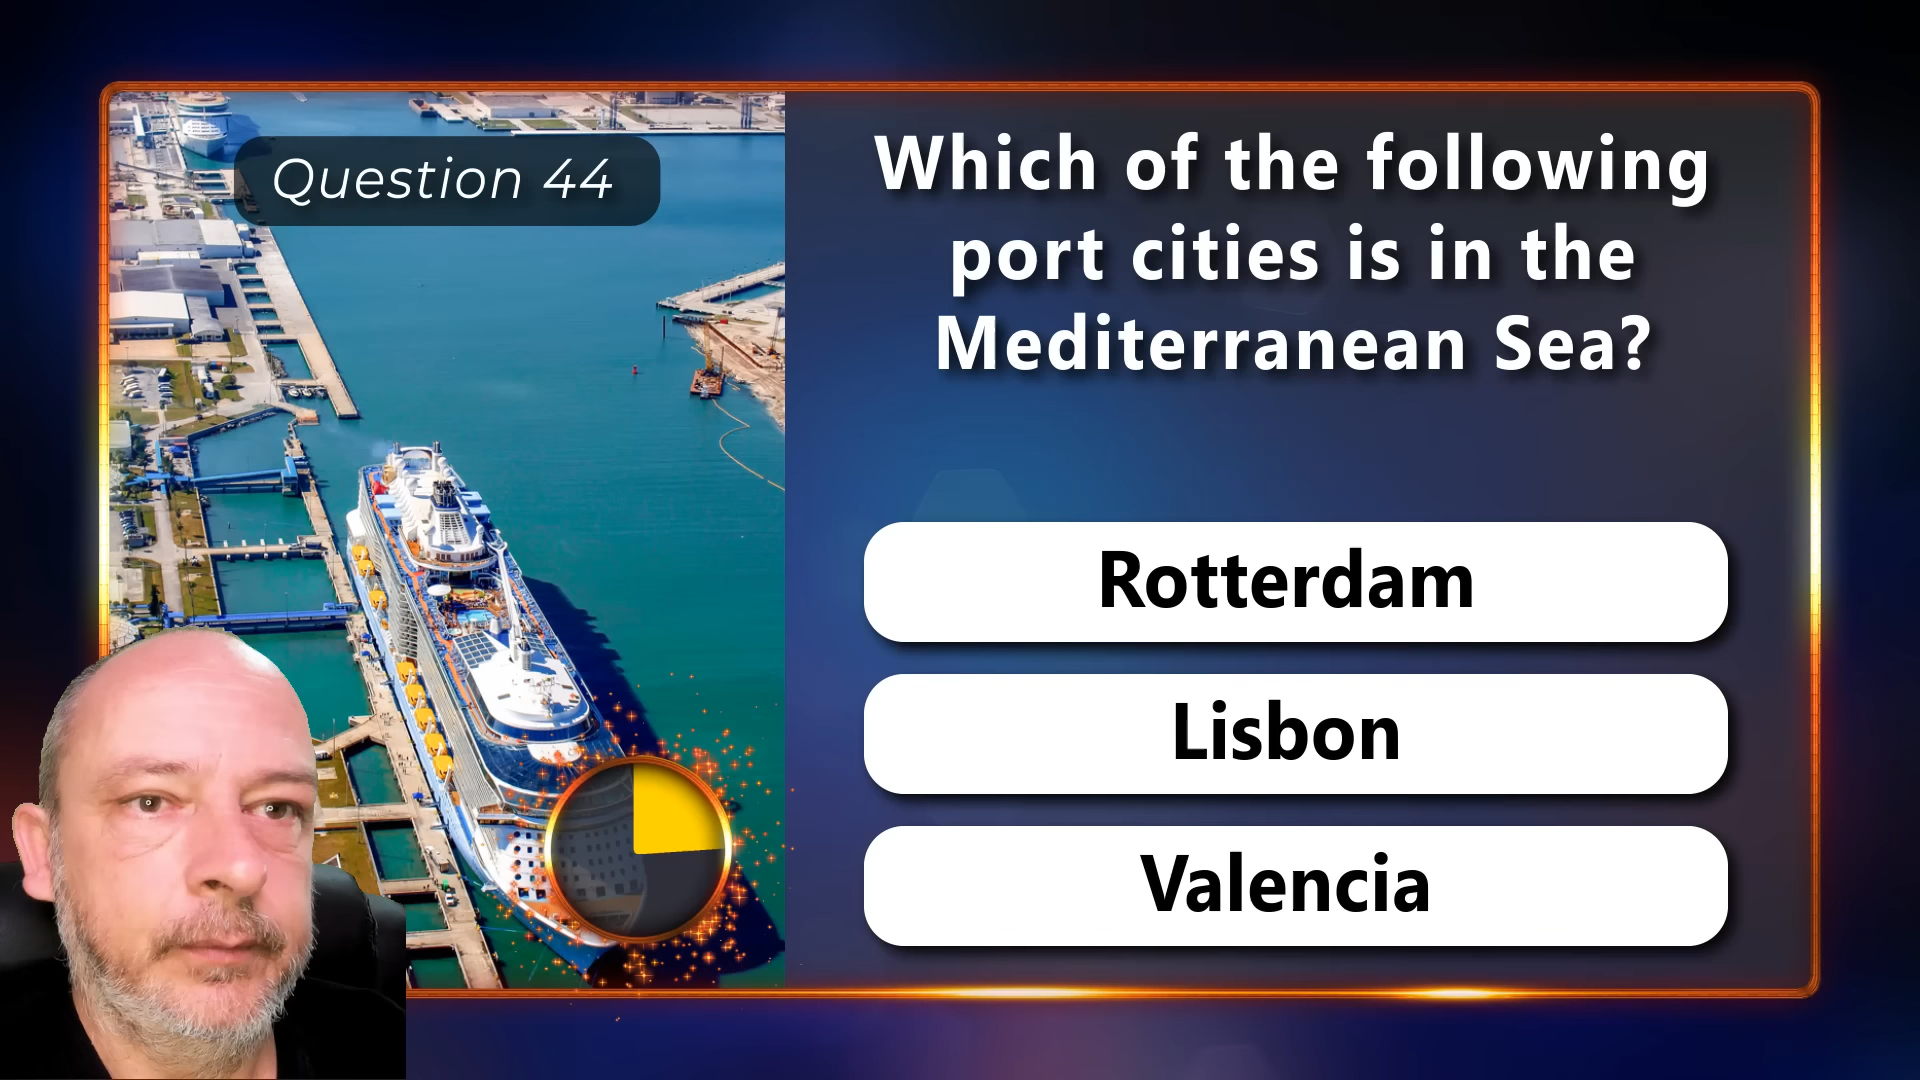 Question 44
Which of the following
port cities is in the
Mediterranean Sea?
Rotterdam
Lisbon
Valencia